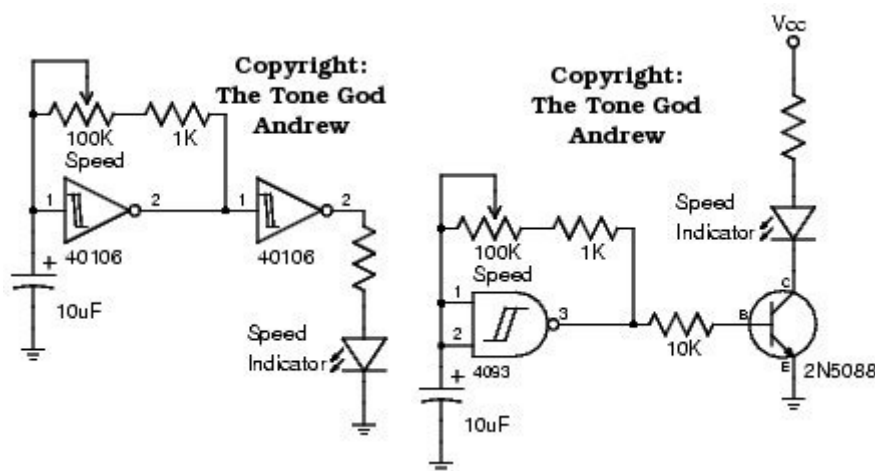 Copyright:
The Tone God
Andrew
100K
1K
Speed
1
2
1
2
40106
40106
+
10uF
Speed
Indicator
Vcc
Copyright:
The Tone God
Andrew
Speed
Indicator
100K
1K
Speed
1
2
3
4093
10K
B
C
E
2N5088
+
10uF